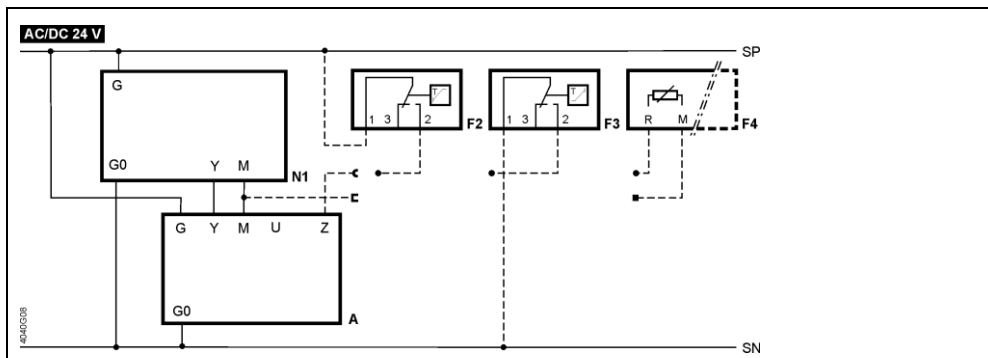 AC/DC 24 V
SP
G
T
T
1 3 2 F2
1 3 2 F3
R M F4
G0 Y M
N1
G Y M U Z
G0
A
4040G08
SN